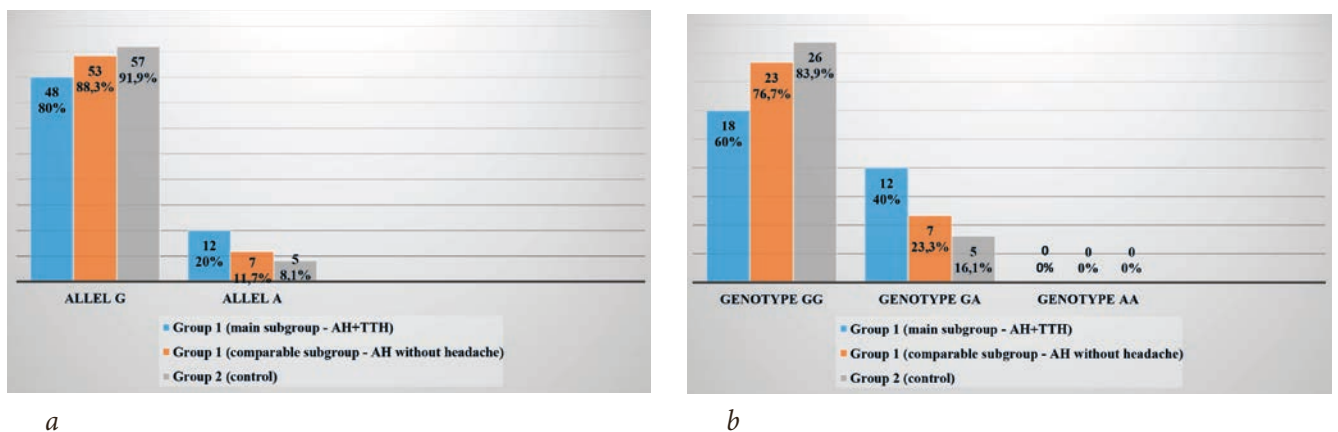 48
80%
53
88,3%
57
91,9%
12
20%
7
11,7%
5
8,1%
ALLEL G
ALLEL A
Group 1 (main subgroup - AH+TTH)
Group 1 (comparable subgroup - AH without headache)
Group 2 (control)
a
18
60%
23
76,7%
26
83,9%
12
40%
7
23,3%
5
16,1%
0
0%
0
0%
0
0%
GENOTYPE GG
GENOTYPE GA
GENOTYPE AA
Group 1 (main subgroup - AH+TTH)
Group 1 (comparable subgroup - AH without headache)
Group 2 (control)
b